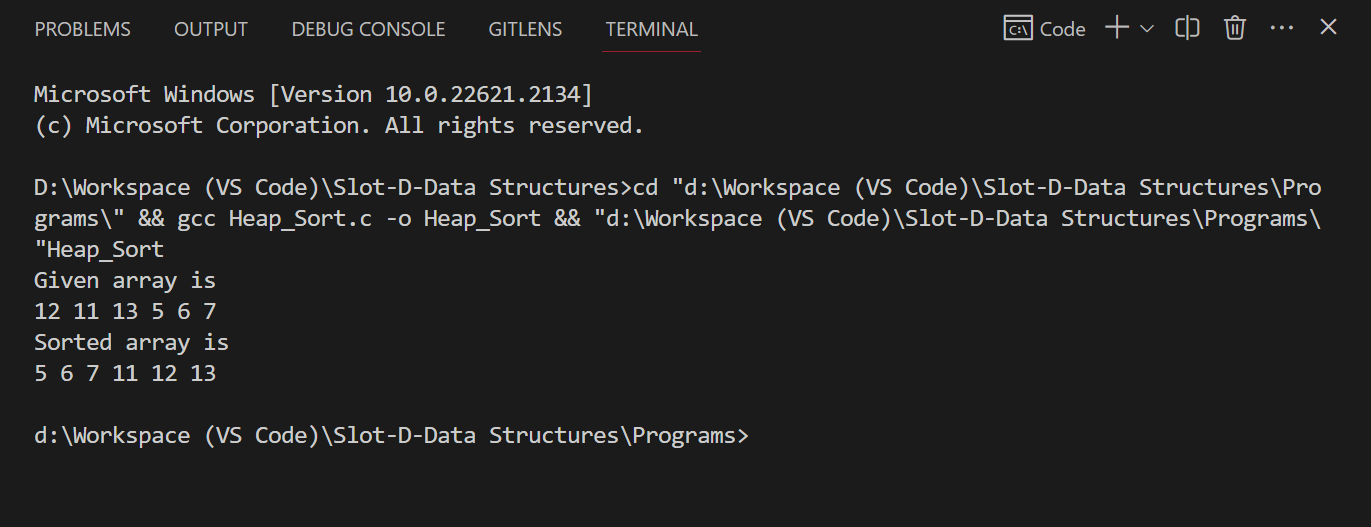 PROBLEMS OUTPUT DEBUG CONSOLE GITLENS TERMINAL C:\ Code
Microsoft Windows [Version 10.0.22621.2134]
(c) Microsoft Corporation. All rights reserved.
D:\Workspace (VS Code)\Slot-D-Data Structures>cd "d:\Workspace (VS Code)\Slot-D-Data Structures\Pro
grams\" && gcc Heap_Sort.c -o Heap_Sort && "d:\Workspace (VS Code)\Slot-D-Data Structures\Programs\
"Heap_Sort
Given array is
12 11 13 5 6 7
Sorted array is
5 6 7 11 12 13
d:\Workspace (VS Code)\Slot-D-Data Structures\Programs>